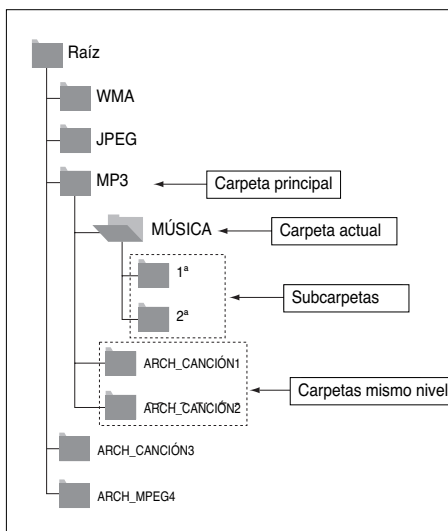 Raíz
WMA
JPEG
MP3
Carpeta principal
MÚSICA
Carpeta actual
1ª
Subcarpetas
2ª
ARCH_CANCIÓN1
Carpetas mismo nivel
ARCH_CANCIÓN2
ARCH_CANCIÓN3
ARCH_MPEG4